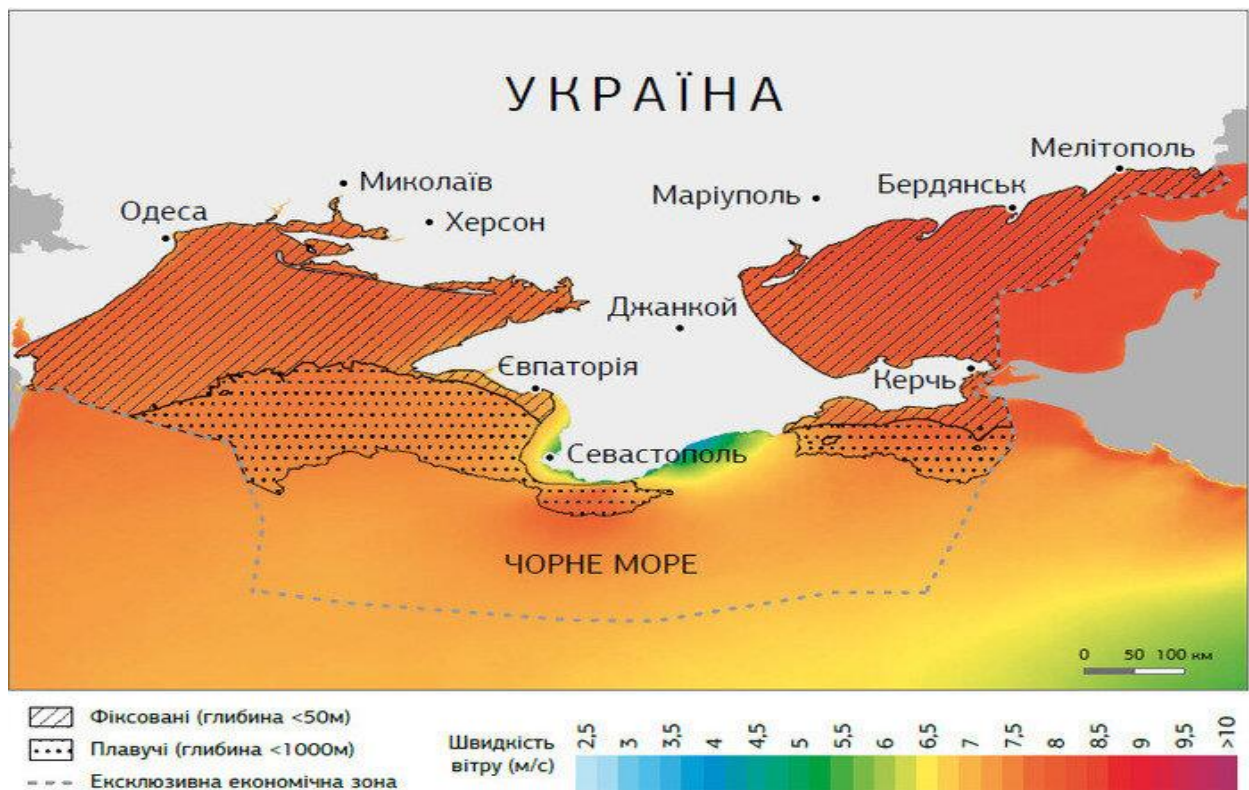 УКРАЇНА
Мелітополь
Миколаїв
Маріуполь
Бердянськ
Одеса
Херсон
Джанкой
Євпаторія
Керчь
Севастополь
ЧОРНЕ МОРЕ
0 50 100 км
Фіксовані (глибина <50м)
Плавучі (глибина <1000м)
Ексклюзивна економічна зона
Швидкість
вітру (м/с)
2,5 3 3,5 4 4,5 5 5,5 6 6,5 7 7,5 8 8,5 9 9,5 >10